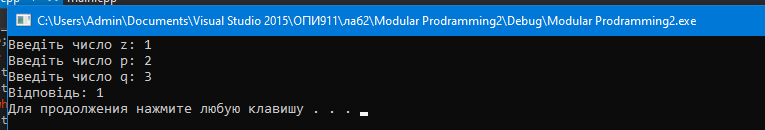 C:\Users\Admin\Documents\Visual Studio 2015\ОПИ911\лаб2\Modular Prodramming2\Debug\Modular Prodramming2.exe
Введіть число z: 1
Введіть число p: 2
Введіть число q: 3
Відповідь: 1
Для продолжения нажмите любую клавишу . . .